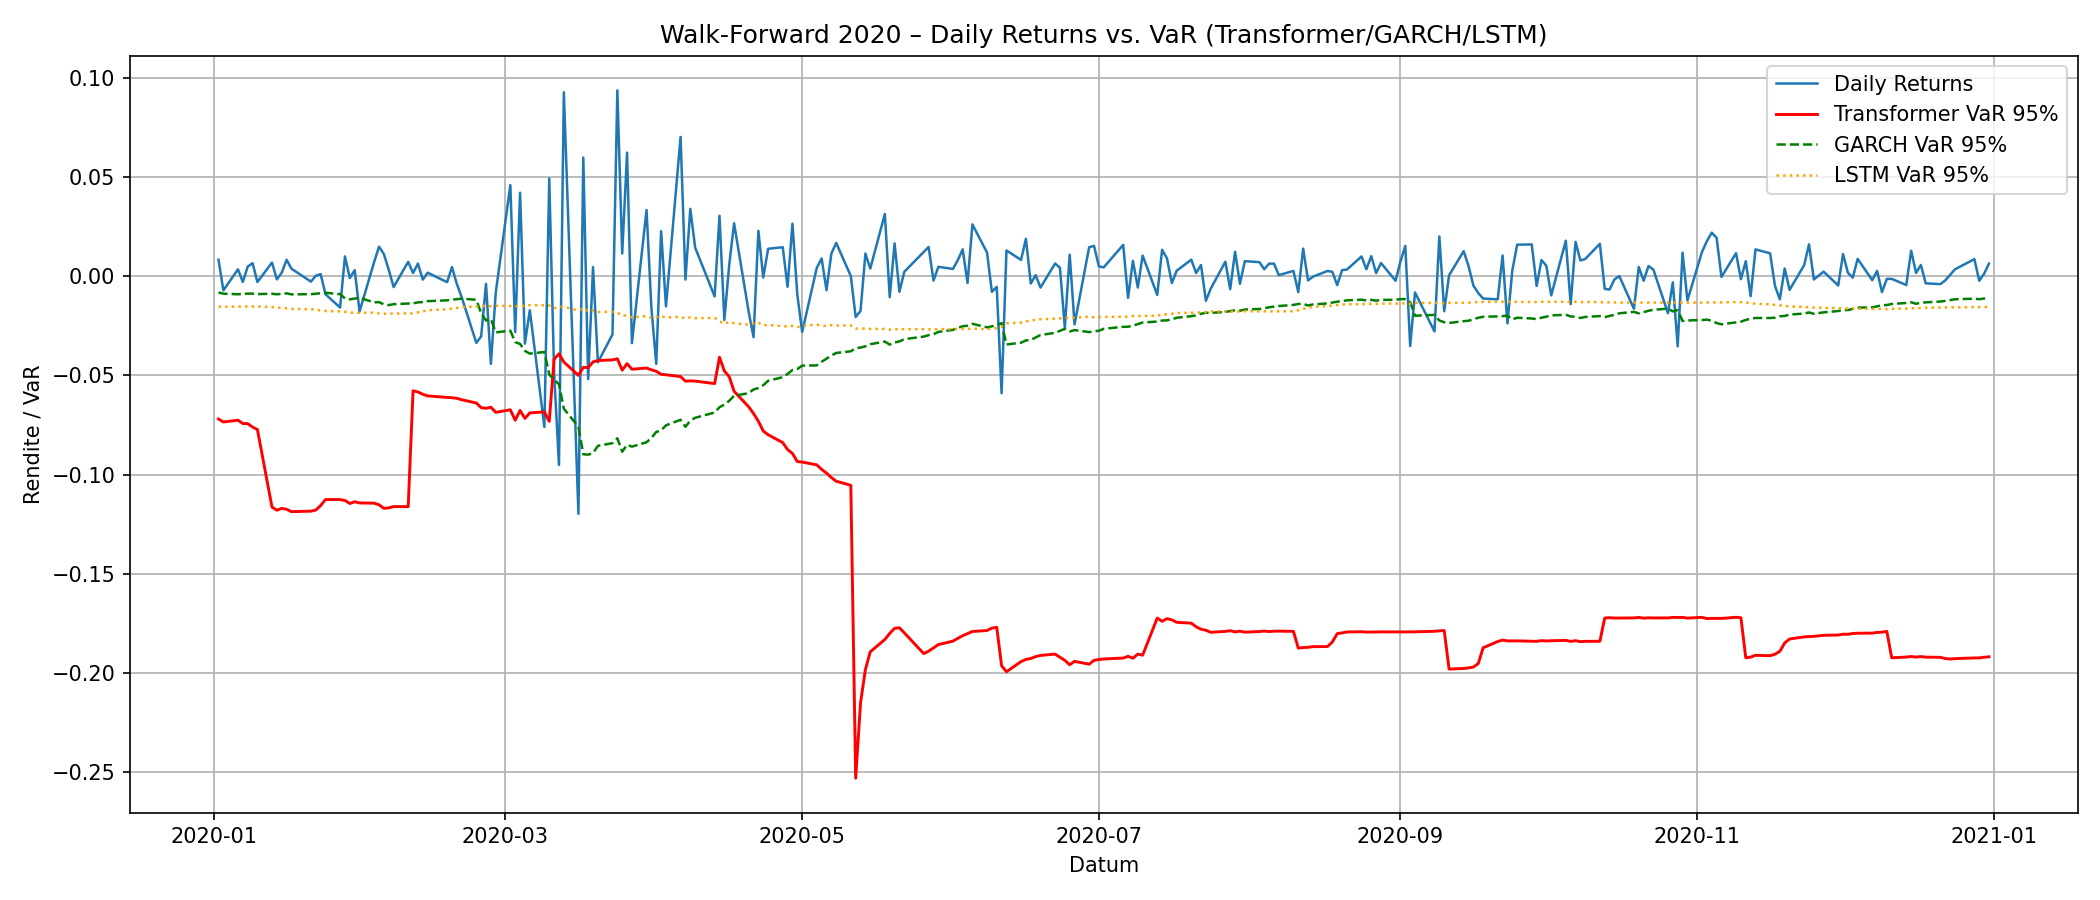 Walk-Forward 2020 – Daily Returns vs. VaR (Transformer/GARCH/LSTM)
Daily Returns
Transformer VaR 95%
GARCH VaR 95%
LSTM VaR 95%
Rendite / VaR
0.10
0.05
0.00
−0.05
−0.10
−0.15
−0.20
−0.25
2020-01
2020-03
2020-05
2020-07
2020-09
2020-11
2021-01
Datum